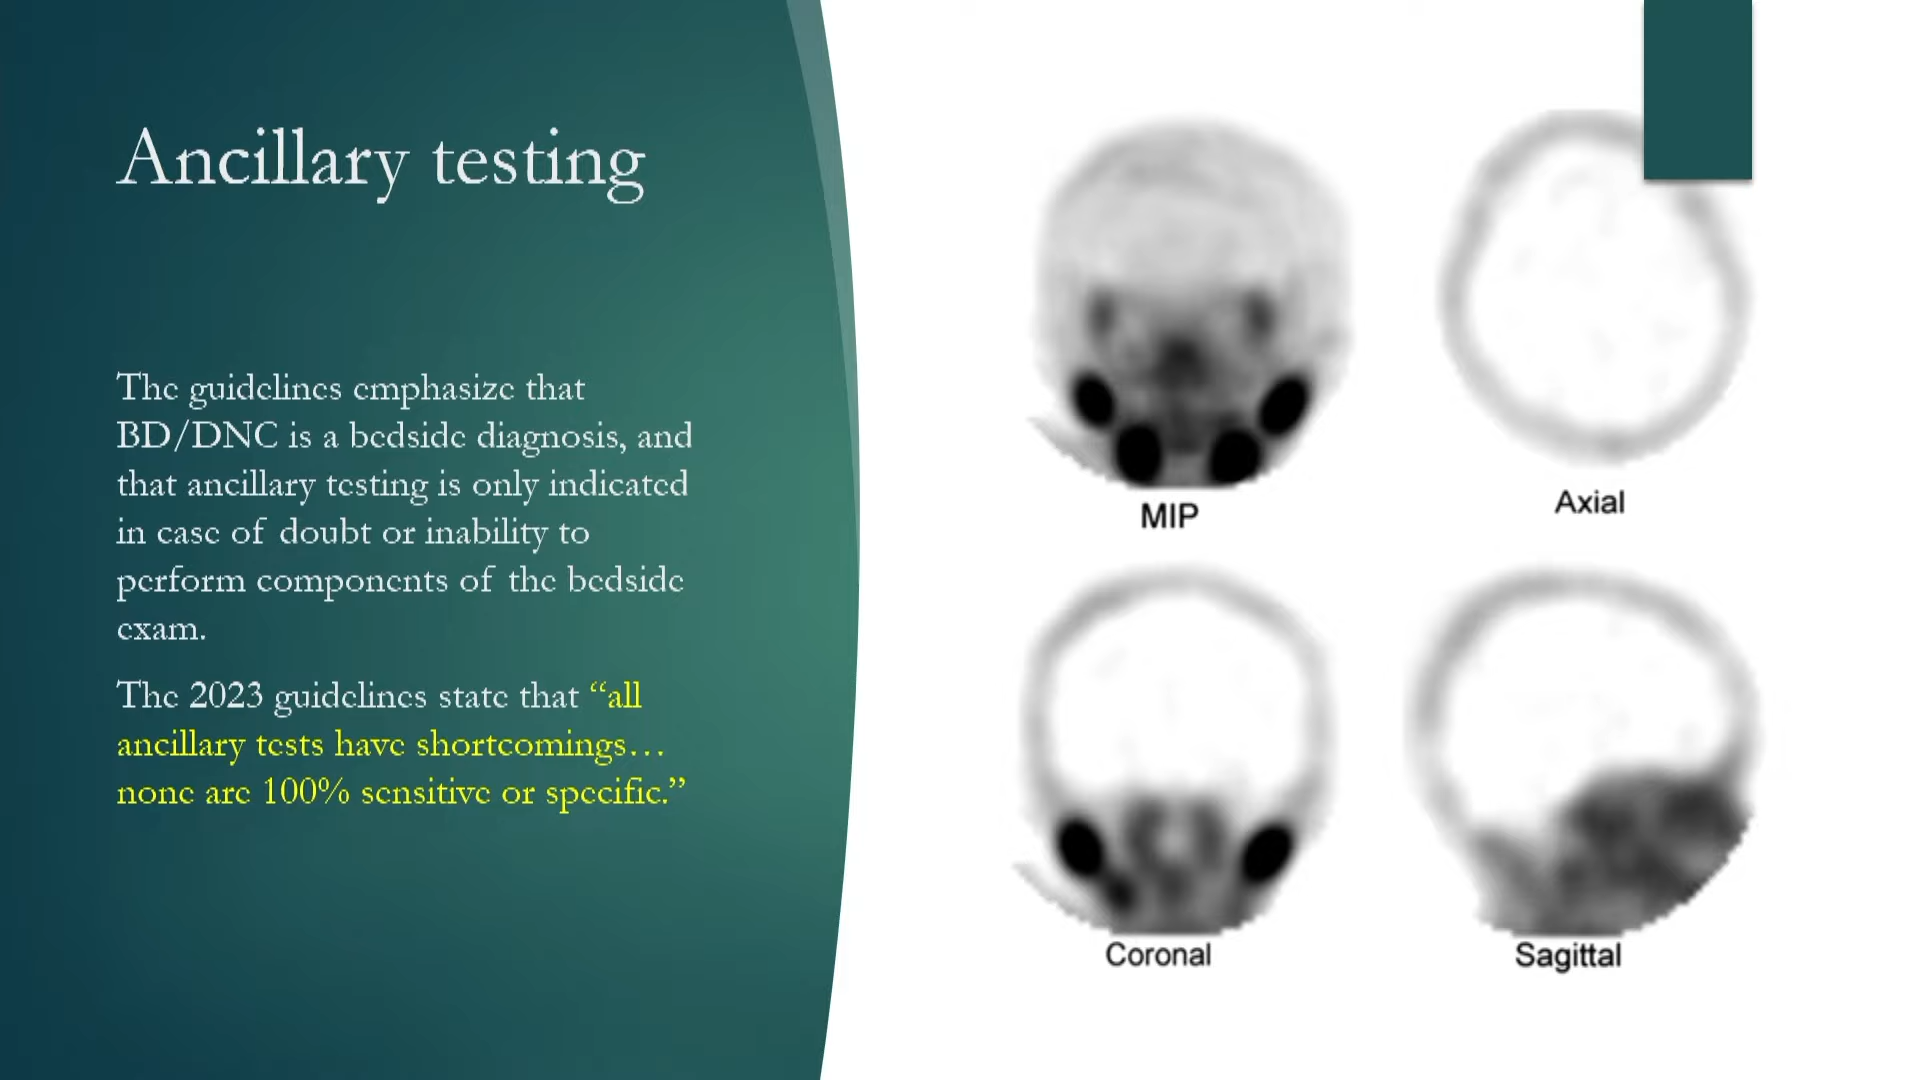 Ancillary testing
The guidelines emphasize that
BD/DNC is a bedside diagnosis, and
that ancillary testing is only indicated
in case of doubt or inability to
perform components of the bedside
exam.
The 2023 guidelines state that “all
ancillary tests have shortcomings…
none are 100% sensitive or specific.”
MIP
Axial
Coronal
Sagittal